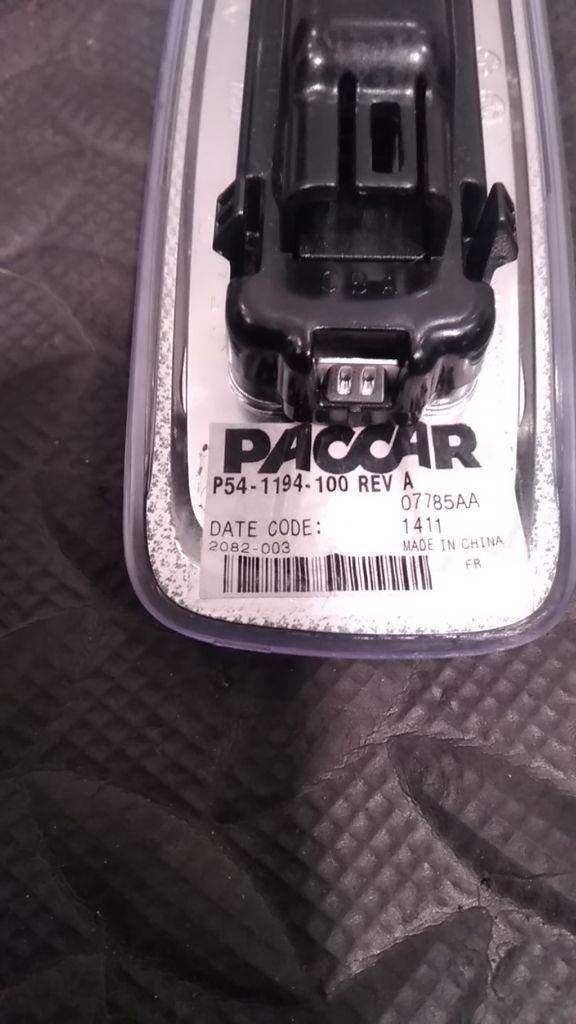 C B A
PACCAR
P54-1194-100 REV A
07785AA
DATE CODE: 1411
2082-003 MADE IN CHINA
FR